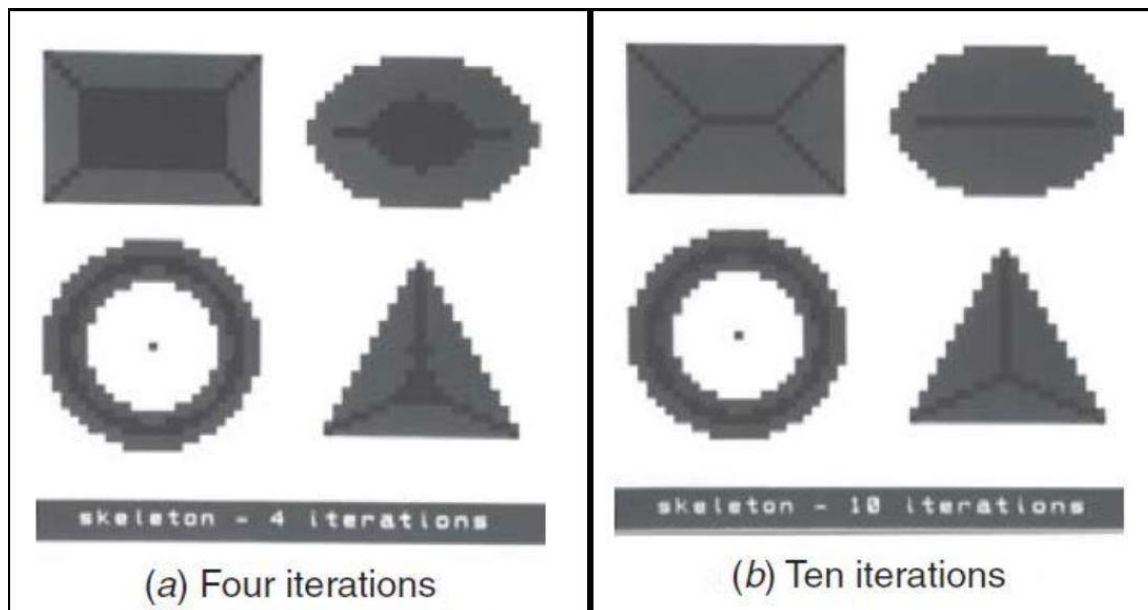 skeleton - 4 iterations
(a) Four iterations
skeleton - 10 iterations
(b) Ten iterations